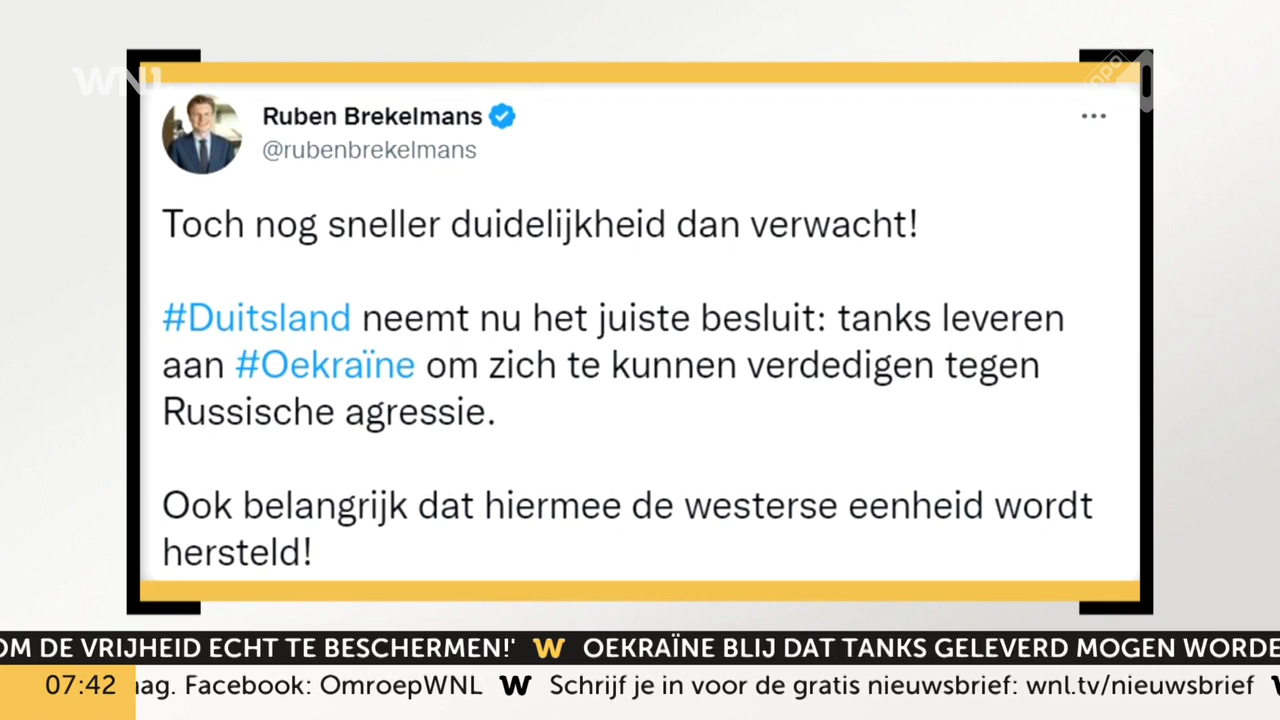 WNL
npo
1
Ruben Brekelmans
@rubenbrekelmans
Toch nog sneller duidelijkheid dan verwacht!
#Duitsland neemt nu het juiste besluit: tanks leveren
aan #Oekraïne om zich te kunnen verdedigen tegen
Russische agressie.
Ook belangrijk dat hiermee de westerse eenheid wordt
hersteld!
OM DE VRIJHEID ECHT TE BESCHERMEN!' W OEKRAÏNE BLIJ DAT TANKS GELEVERD MOGEN WORDE
07:42 aag. Facebook: OmroepWNL W Schrijf je in voor de gratis nieuwsbrief: wnl.tv/nieuwsbrief